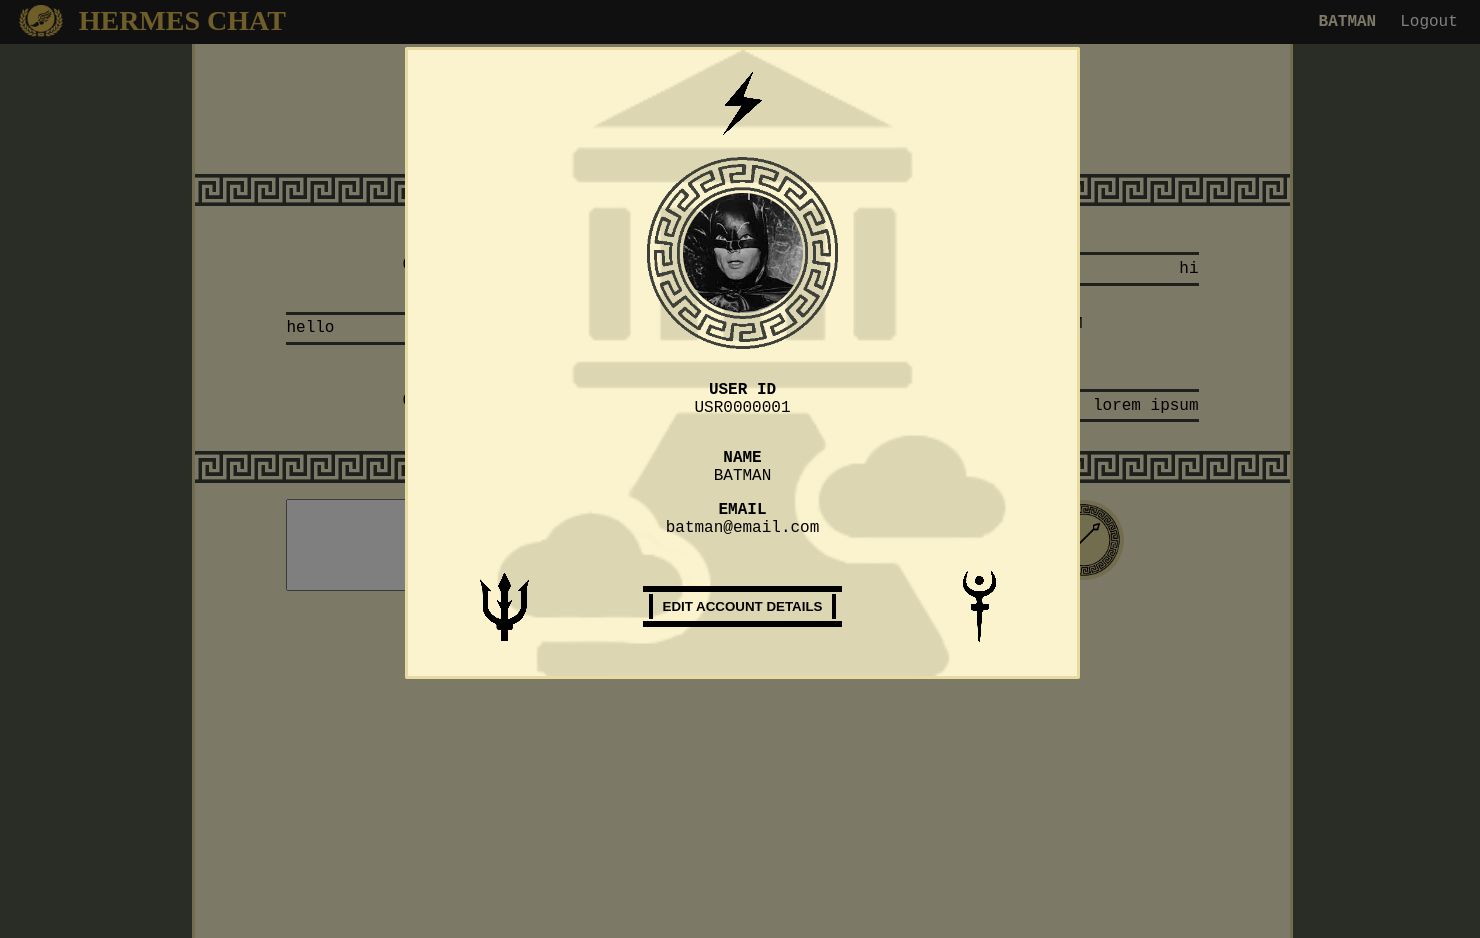 HERMES CHAT
BATMAN
Logout
hi
hello
lorem ipsum
USER ID
USR0000001
NAME
BATMAN
EMAIL
batman@email.com
EDIT ACCOUNT DETAILS